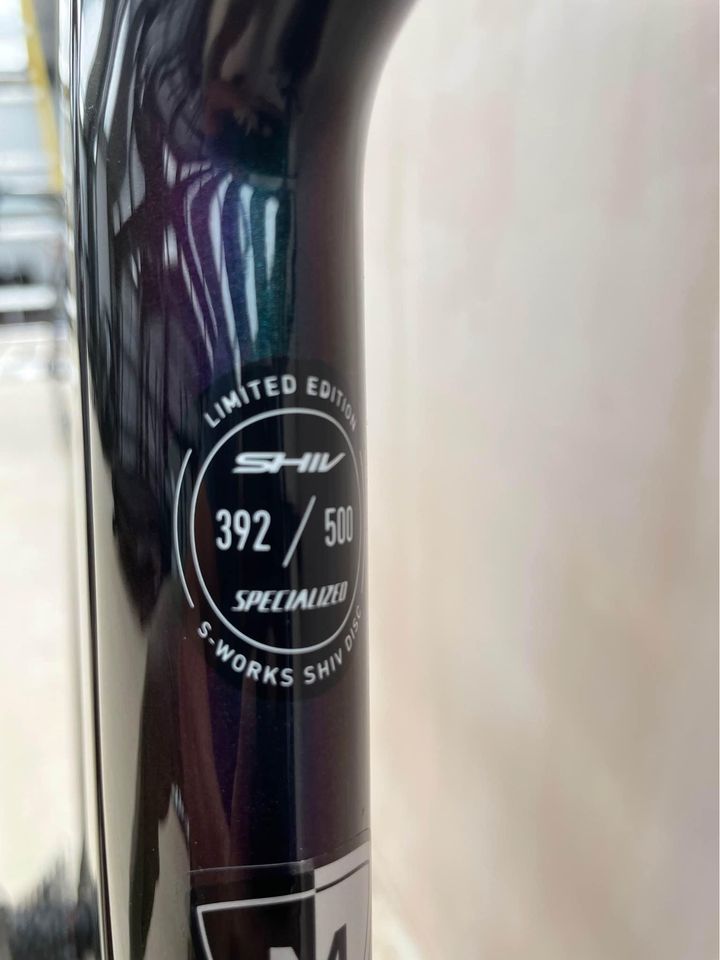 LIMITED EDITION
SHIV
392 / 500
SPECIALIZED
S-WORKS SHIV DISC
M